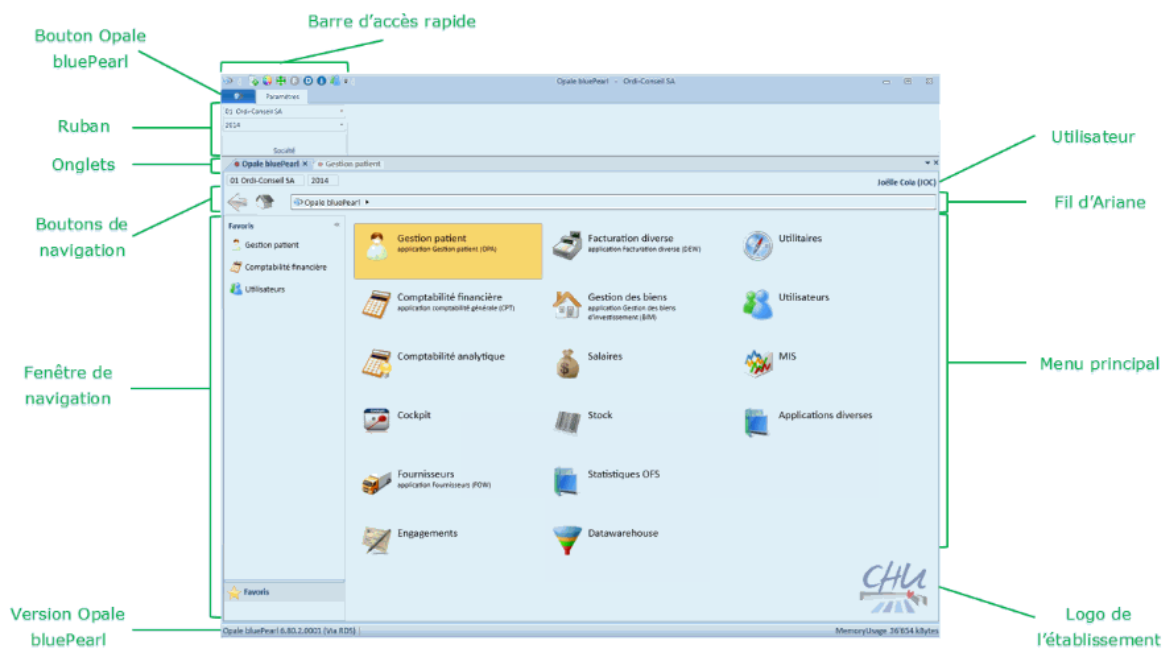 Barre d'accès rapide
Bouton Opale
bluePearl
Opale bluePearl - Ordi-Conseil SA
Paramètres
01 Ordi-Conseil SA
2014
Société
Ruban
Onglets
Opale bluePearl × Gestion patient
Utilisateur
01 Ordi-Conseil SA 2014
Joëlle Cola (JOC)
Fil d'Ariane
Opale bluePearl
Boutons de
navigation
Favoris
Gestion patient
Comptabilité financière
Utilisateurs
Gestion patient
application Gestion patient (OPA)
Facturation diverse
application Facturation diverse (DEW)
Utilitaires
Comptabilité financière
application comptabilité générale (CPT)
Gestion des biens
application Gestion des biens
d'investissement (BIM)
Utilisateurs
Comptabilité analytique
Salaires
MIS
Menu principal
Fenêtre de
navigation
Cockpit
Stock
Applications diverses
Fournisseurs
application Fournisseurs (FOW)
Statistiques OFS
Engagements
Datawarehouse
CHU
Favoris
Version Opale
bluePearl
Logo de
l'établissement
Opale bluePearl 6.80.2.0001 (Via RDS)
MemoryUsage 36'654 kBytes